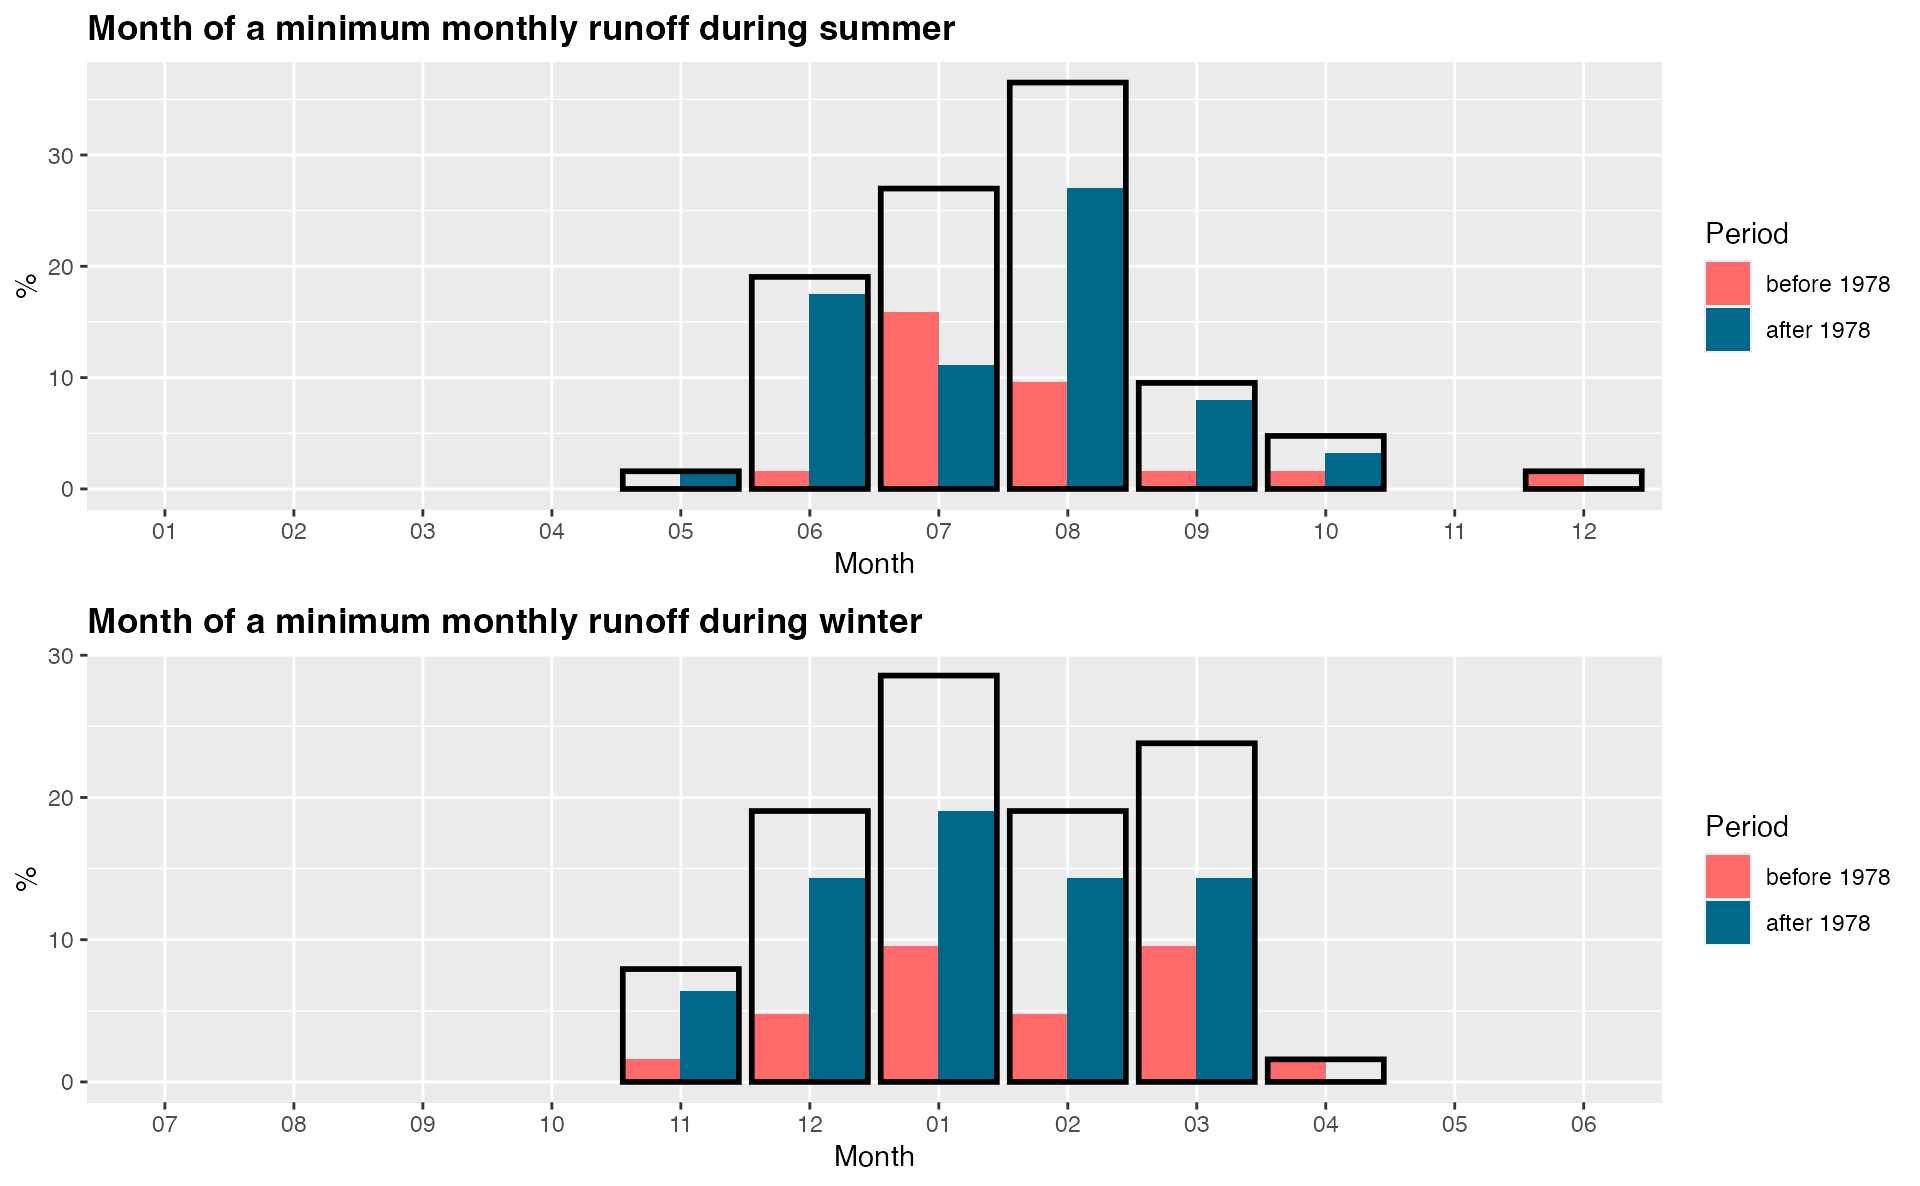 Month of a minimum monthly runoff during summer
30
20
10
0
%
01 02 03 04 05 06 07 08 09 10 11 12
Month
Period
before 1978
after 1978
Month of a minimum monthly runoff during winter
30
20
10
0
%
07 08 09 10 11 12 01 02 03 04 05 06
Month
Period
before 1978
after 1978